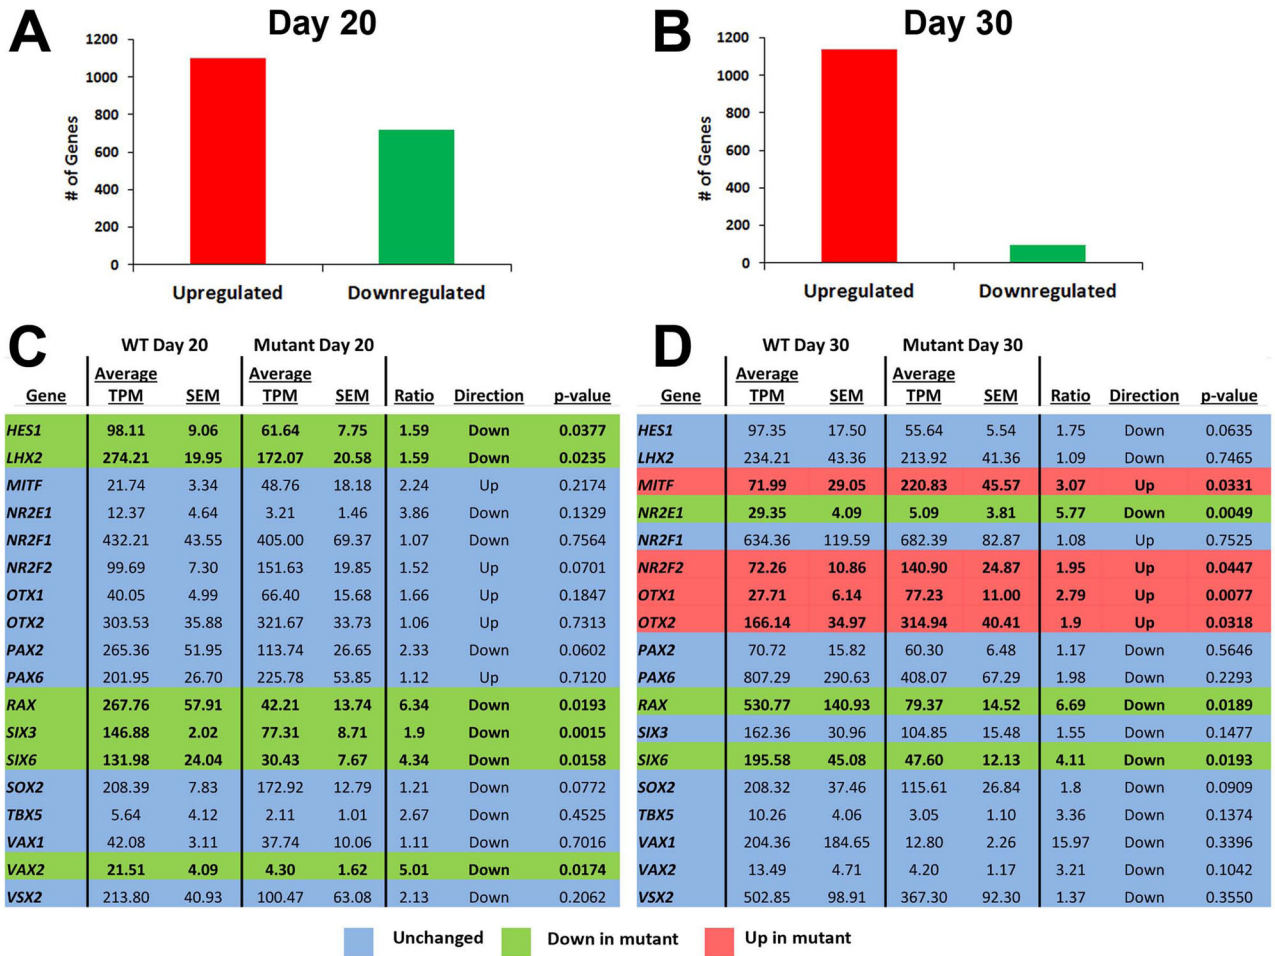 A
Day 20
1200
1000
800
600
400
200
0
# of Genes
Upregulated Downregulated
B
Day 30
1200
1000
800
600
400
200
0
# of Genes
Upregulated Downregulated
C
WT Day 20 Mutant Day 20
Average Average
Gene TPM SEM TPM SEM Ratio Direction p-value
HES1 98.11 9.06 61.64 7.75 1.59 Down 0.0377
LHX2 274.21 19.95 172.07 20.58 1.59 Down 0.0235
MITF 21.74 3.34 48.76 18.18 2.24 Up 0.2174
NR2E1 12.37 4.64 3.21 1.46 3.86 Down 0.1329
NR2F1 432.21 43.55 405.00 69.37 1.07 Down 0.7564
NR2F2 99.69 7.30 151.63 19.85 1.52 Up 0.0701
OTX1 40.05 4.99 66.40 15.68 1.66 Up 0.1847
OTX2 303.53 35.88 321.67 33.73 1.06 Up 0.7313
PAX2 265.36 51.95 113.74 26.65 2.33 Down 0.0602
PAX6 201.95 26.70 225.78 53.85 1.12 Up 0.7120
RAX 267.76 57.91 42.21 13.74 6.34 Down 0.0193
SIX3 146.88 2.02 77.31 8.71 1.9 Down 0.0015
SIX6 131.98 24.04 30.43 7.67 4.34 Down 0.0158
SOX2 208.39 7.83 172.92 12.79 1.21 Down 0.0772
TBX5 5.64 4.12 2.11 1.01 2.67 Down 0.4525
VAX1 42.08 3.11 37.74 10.06 1.11 Down 0.7016
VAX2 21.51 4.09 4.30 1.62 5.01 Down 0.0174
VSX2 213.80 40.93 100.47 63.08 2.13 Down 0.2062
D
WT Day 30 Mutant Day 30
Average Average
Gene TPM SEM TPM SEM Ratio Direction p-value
HES1 97.35 17.50 55.64 5.54 1.75 Down 0.0635
LHX2 234.21 43.36 213.92 41.36 1.09 Down 0.7465
MITF 71.99 29.05 220.83 45.57 3.07 Up 0.0331
NR2E1 29.35 4.09 5.09 3.81 5.77 Down 0.0049
NR2F1 634.36 119.59 682.39 82.87 1.08 Up 0.7525
NR2F2 72.26 10.86 140.90 24.87 1.95 Up 0.0447
OTX1 27.71 6.14 77.23 11.00 2.79 Up 0.0077
OTX2 166.14 34.97 314.94 40.41 1.9 Up 0.0318
PAX2 70.72 15.82 60.30 6.48 1.17 Down 0.5646
PAX6 807.29 290.63 408.07 67.29 1.98 Down 0.2293
RAX 530.77 140.93 79.37 14.52 6.69 Down 0.0189
SIX3 162.36 30.96 104.85 15.48 1.55 Down 0.1477
SIX6 195.58 45.08 47.60 12.13 4.11 Down 0.0193
SOX2 208.32 37.46 115.61 26.84 1.8 Down 0.0909
TBX5 10.26 4.06 3.05 1.10 3.36 Down 0.1374
VAX1 204.36 184.65 12.80 2.26 15.97 Down 0.3396
VAX2 13.49 4.71 4.20 1.17 3.21 Down 0.1042
VSX2 502.85 98.91 367.30 92.30 1.37 Down 0.3550
Unchanged Down in mutant Up in mutant